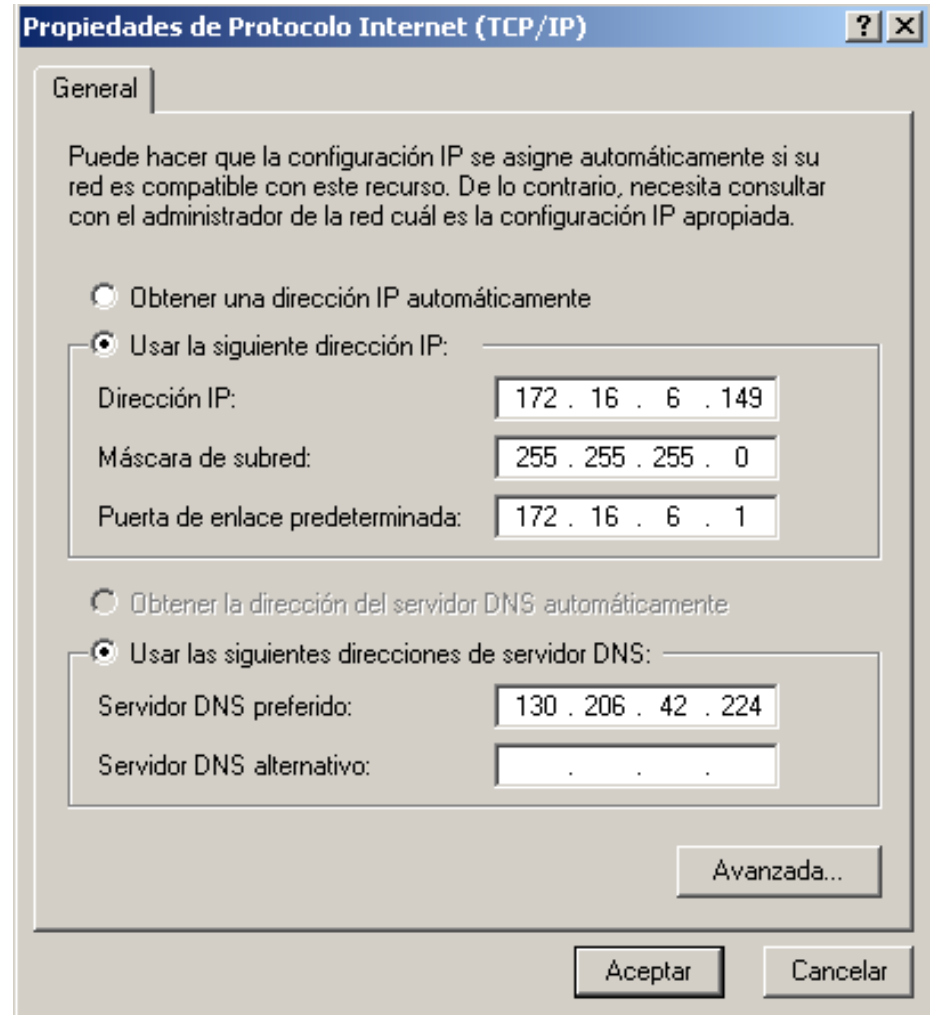 Propiedades de Protocolo Internet (TCP/IP)
General
Puede hacer que la configuración IP se asigne automáticamente si su
red es compatible con este recurso. De lo contrario, necesita consultar
con el administrador de la red cuál es la configuración IP apropiada.
Obtener una dirección IP automáticamente
Usar la siguiente dirección IP:
Dirección IP: 172 . 16 . 6 . 149
Máscara de subred: 255 . 255 . 255 . 0
Puerta de enlace predeterminada: 172 . 16 . 6 . 1
Obtener la dirección del servidor DNS automáticamente
Usar las siguientes direcciones de servidor DNS:
Servidor DNS preferido: 130 . 206 . 42 . 224
Servidor DNS alternativo: . . .
Avanzada...
Aceptar Cancelar